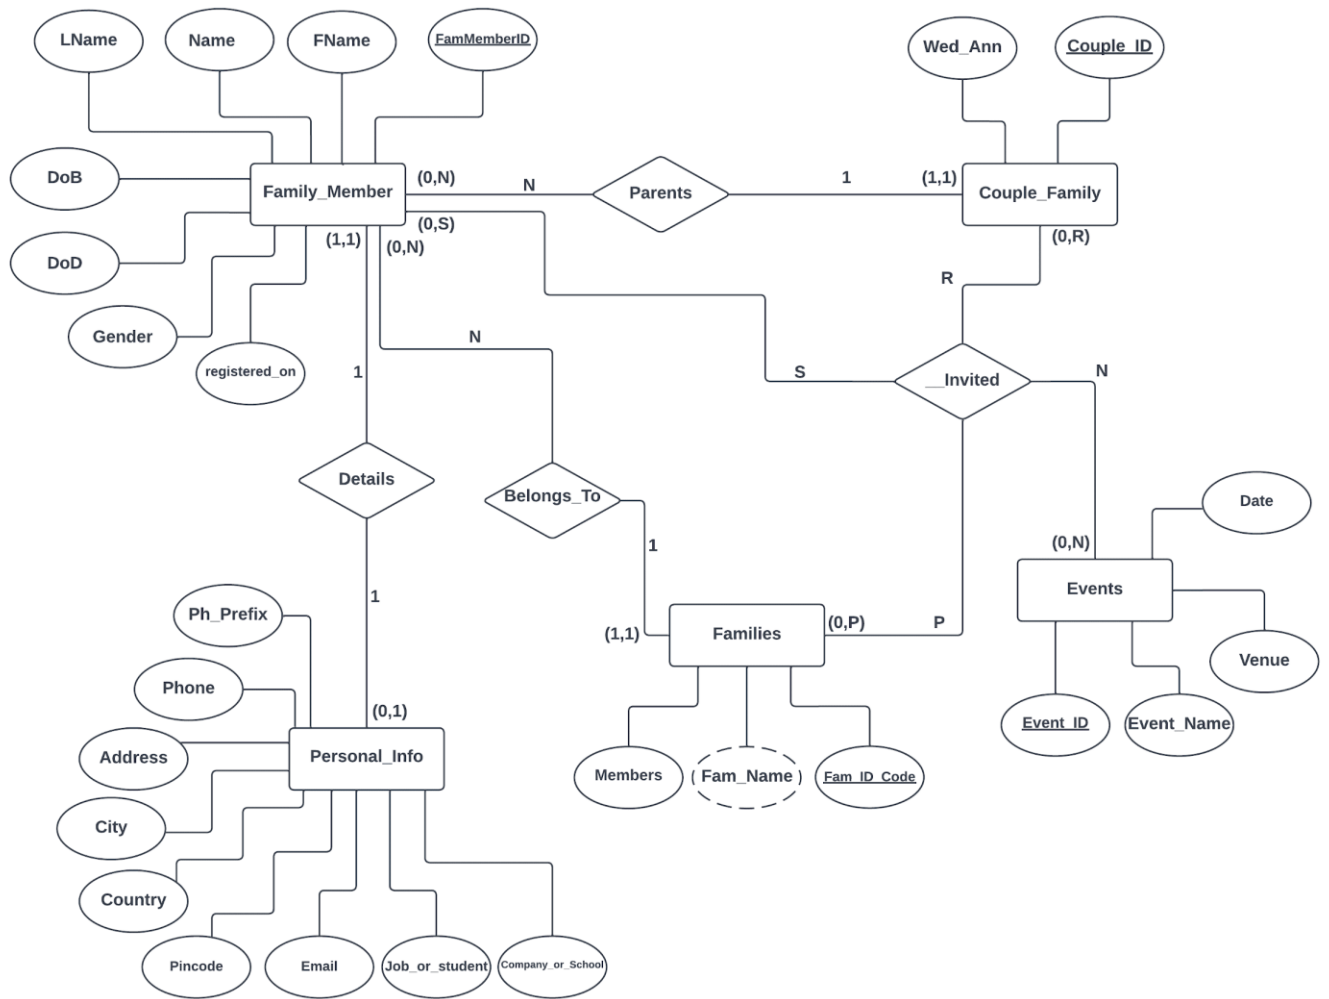 LName
Name
FName
FamMemberID
Wed_Ann
Couple_ID
DoB
Family_Member
(0,N)
N
Parents
1
(1,1)
Couple_Family
(0,S)
(1,1)
(0,N)
(0,R)
DoD
R
Gender
N
registered_on
1
S
__Invited
N
Details
Belongs_To
Date
1
(0,N)
Events
1
Ph_Prefix
(1,1)
Families
(0,P)
P
Venue
Phone
(0,1)
Event_ID
Event_Name
Address
Personal_Info
Members
Fam_Name
Fam_ID_Code
City
Country
Pincode
Email
Job_or_student
Company_or_School